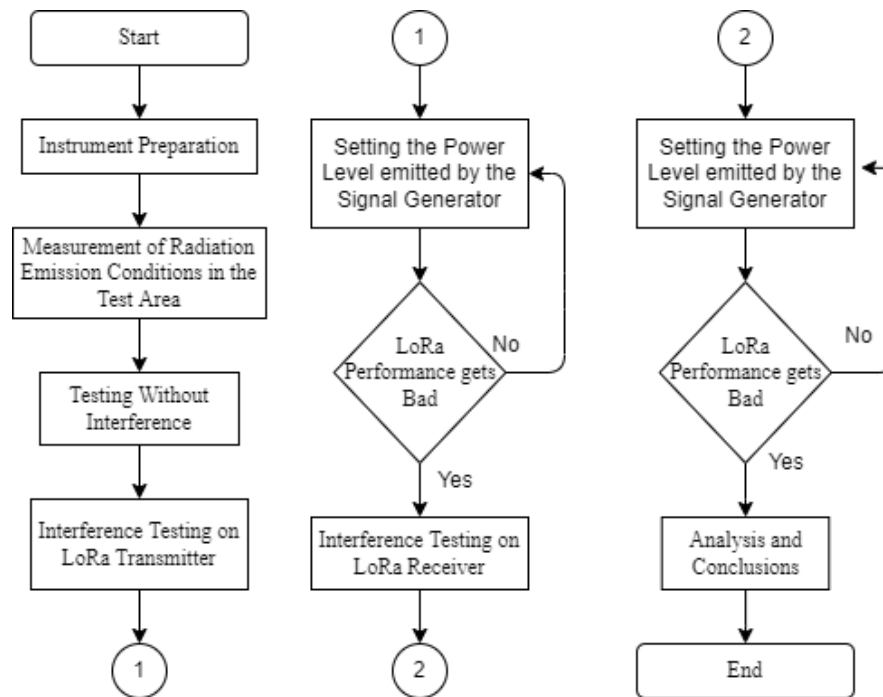 Start
Instrument Preparation
Measurement of Radiation
Emission Conditions in the
Test Area
Testing Without
Interference
Interference Testing on
LoRa Transmitter
1
1
Setting the Power
Level emitted by the
Signal Generator
LoRa
Performance gets
Bad
No
Yes
Interference Testing on
LoRa Receiver
2
2
Setting the Power
Level emitted by the
Signal Generator
LoRa
Performance gets
Bad
No
Yes
Analysis and
Conclusions
End